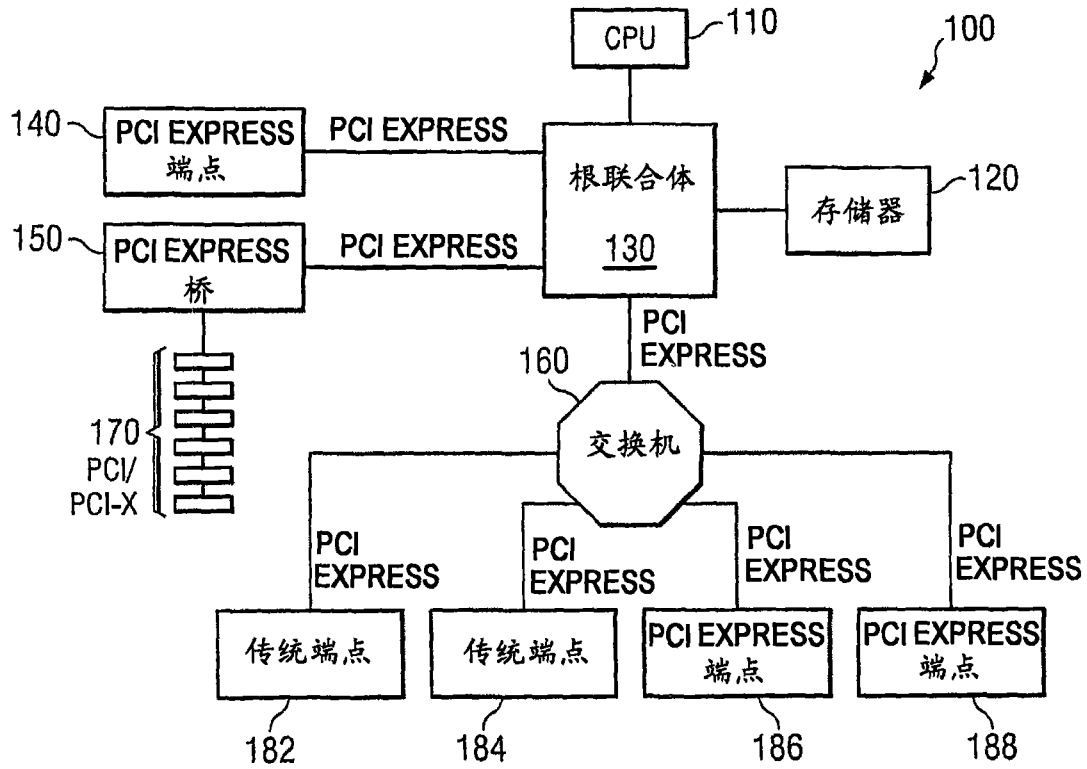 CPU
110
100
140
PCI EXPRESS
端点
PCI EXPRESS
根联合体
130
存储器
120
150
PCI EXPRESS
桥
PCI EXPRESS
PCI
EXPRESS
160
交换机
170
PCI/
PCI-X
PCI
EXPRESS
PCI
EXPRESS
PCI
EXPRESS
PCI
EXPRESS
传统端点
传统端点
PCI EXPRESS
端点
PCI EXPRESS
端点
182
184
186
188